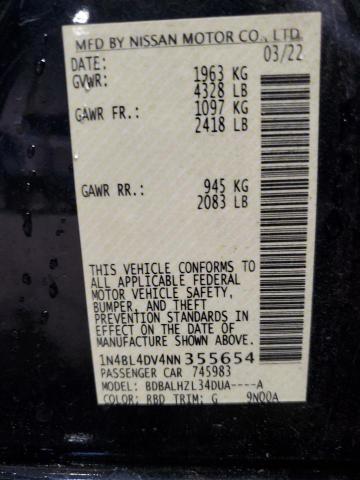 MFD BY NISSAN MOTOR CO., LTD.
DATE: 03/22
GVWR: 1963 KG
4328 LB
GAWR FR.: 1097 KG
2418 LB
GAWR RR.: 945 KG
2083 LB
THIS VEHICLE CONFORMS TO
ALL APPLICABLE FEDERAL
MOTOR VEHICLE SAFETY,
BUMPER, AND THEFT
PREVENTION STANDARDS IN
EFFECT ON THE DATE OF
MANUFACTURE SHOWN ABOVE.
1N4BL4DV4NN 355654
PASSENGER CAR 745983
MODEL: BDBALHZL34DUA----A
COLOR: RBD TRIM: G 9NQ0A